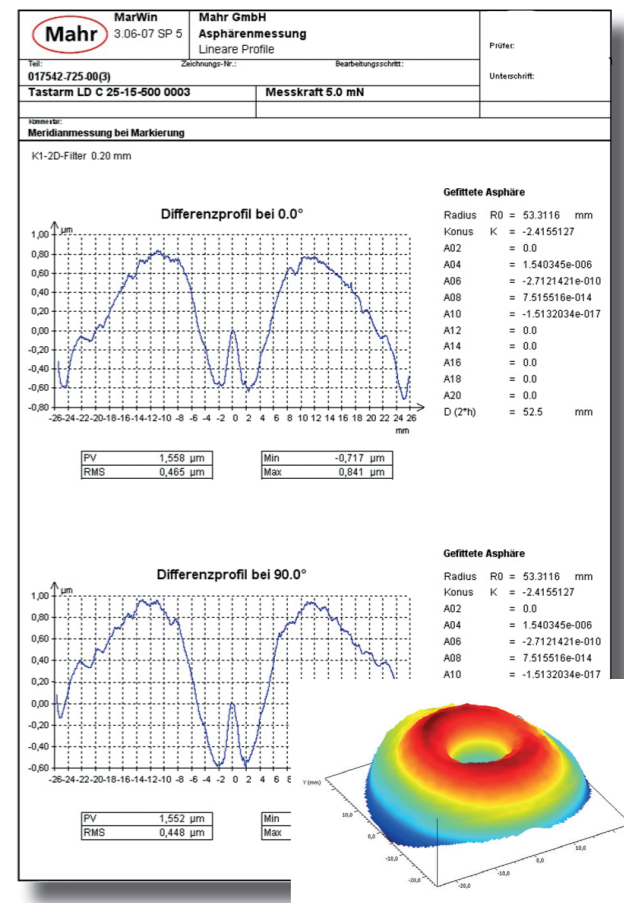 Mahr
MarWin
3.06-07 SP 5
Mahr GmbH
Asphärenmessung
Lineare Profile
Prüfer:
Teil:
Zeichnungs-Nr.:
Bearbeitungsschritt:
017542-725-00(3)
Unterschrift:
Tastarm LD C 25-15-500 0003
Messkraft 5.0 mN
Kommentar:
Meridianmessung bei Markierung
K1-2D-Filter 0.20 mm
Differenzprofil bei 0.0°
µm
1,00
0,80
0,60
0,40
0,20
0,00
-0,20
-0,40
-0,60
-0,80
-26-24-22-20-18-16-14-12-10 -8 -6 -4 -2 0 2 4 6 8 10 12 14 16 18 20 22 24 26
mm
PV 1,558 µm
RMS 0,465 µm
Min -0,717 µm
Max 0,841 µm
Gefittete Asphäre
Radius R0 = 53.3116 mm
Konus K = -2.4155127
A02 = 0.0
A04 = 1.540345e-006
A06 = -2.7121421e-010
A08 = 7.515516e-014
A10 = -1.5132034e-017
A12 = 0.0
A14 = 0.0
A16 = 0.0
A18 = 0.0
A20 = 0.0
D (2*h) = 52.5 mm
Differenzprofil bei 90.0°
µm
1,00
0,80
0,60
0,40
0,20
0,00
-0,20
-0,40
-0,60
-26-24-22-20-18-16-14-12-10 -8 -6 -4 -2 0 2 4 6
PV 1,552 µm
RMS 0,448 µm
Min
Max
Gefittete Asphäre
Radius R0 = 53.3116 mm
Konus K = -2.4155127
A02 = 0.0
A04 = 1.540345e-006
A06 = -2.7121421e-010
A08 = 7.515516e-014
A10 = -1.5132034e-017
Y (mm)
10,0
0,0
-10,0
-20,0
-20,0
-10,0
0,0
10,0